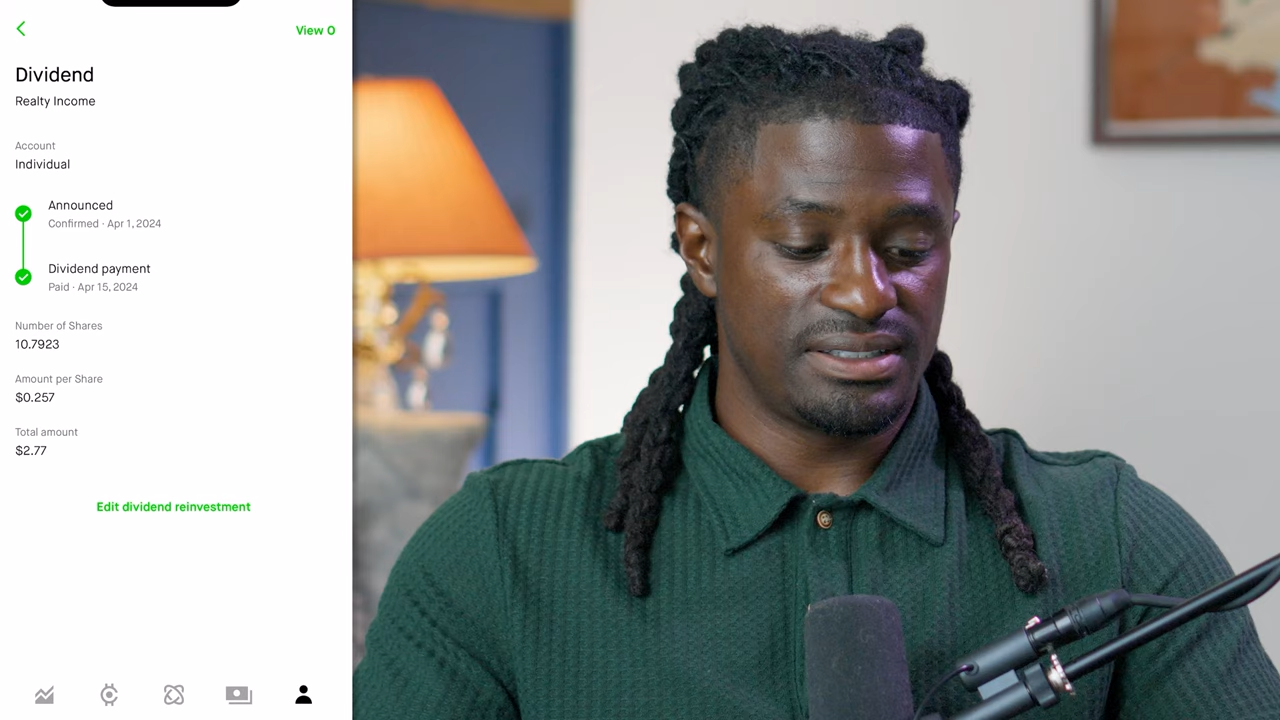 View O
Dividend
Realty Income
Account
Individual
Announced
Confirmed · Apr 1, 2024
Dividend payment
Paid · Apr 15, 2024
Number of Shares
10.7923
Amount per Share
$0.257
Total amount
$2.77
Edit dividend reinvestment